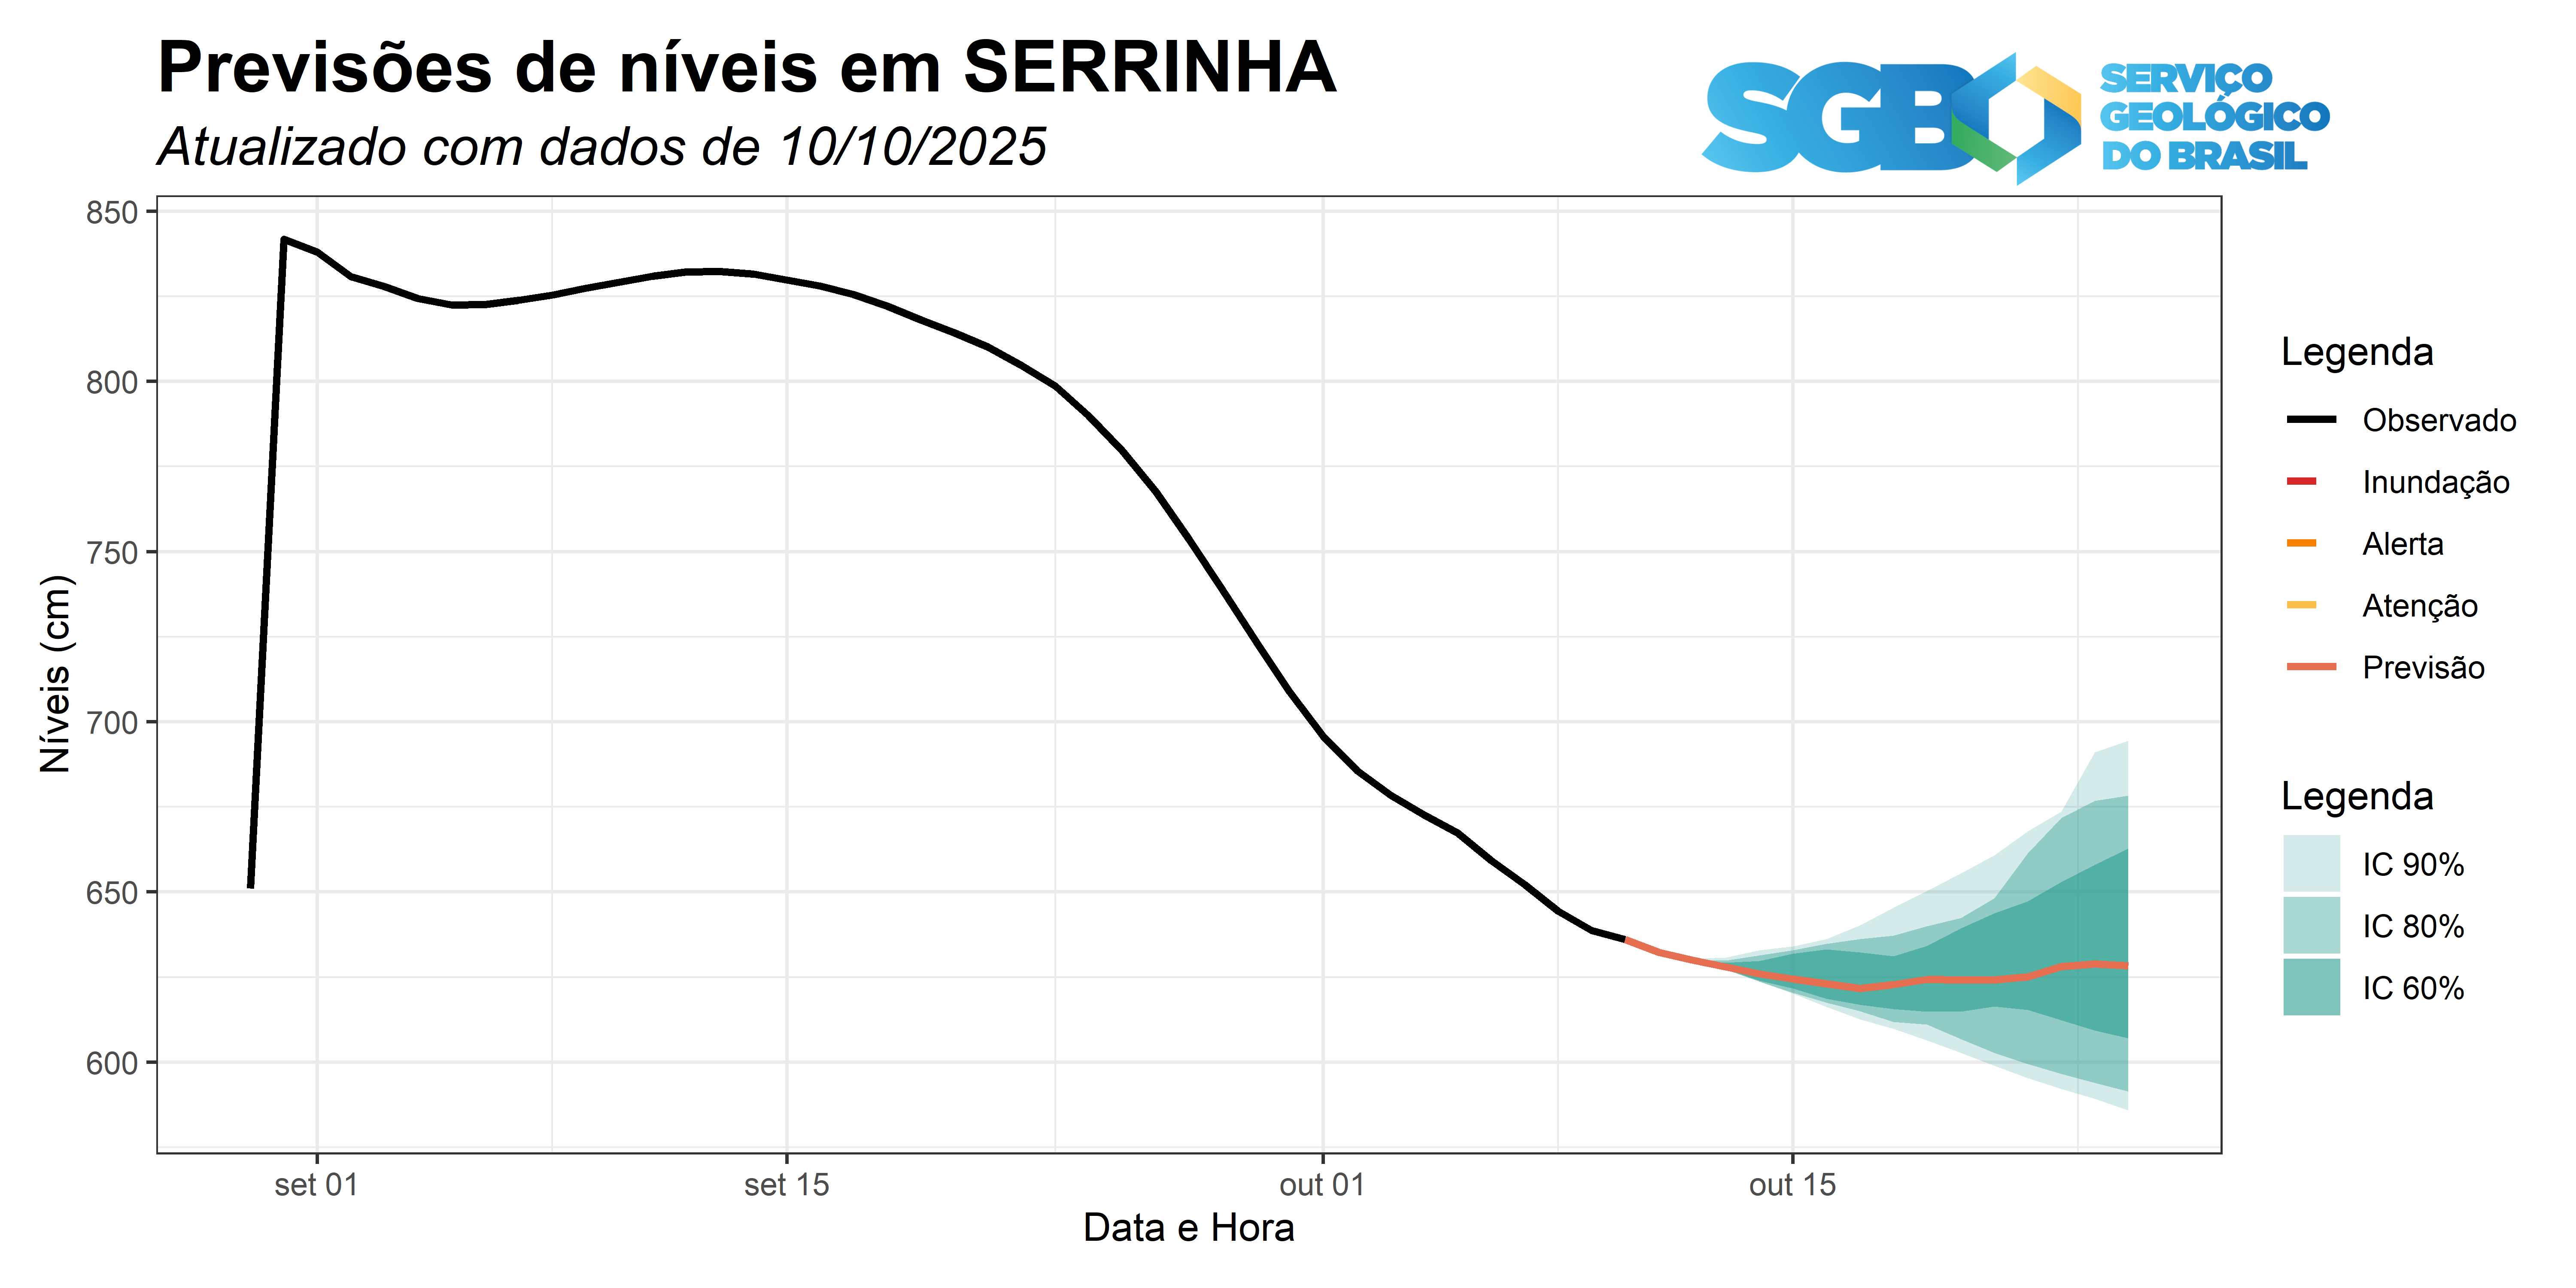 Previsões de níveis em SERRINHA
Atualizado com dados de 10/10/2025
SGB
SERVIÇO
GEOLÓGICO
DO BRASIL
850
800
750
700
650
600
Níveis (cm)
set 01
set 15
out 01
out 15
Data e Hora
Legenda
Observado
Inundação
Alerta
Atenção
Previsão
Legenda
IC 90%
IC 80%
IC 60%